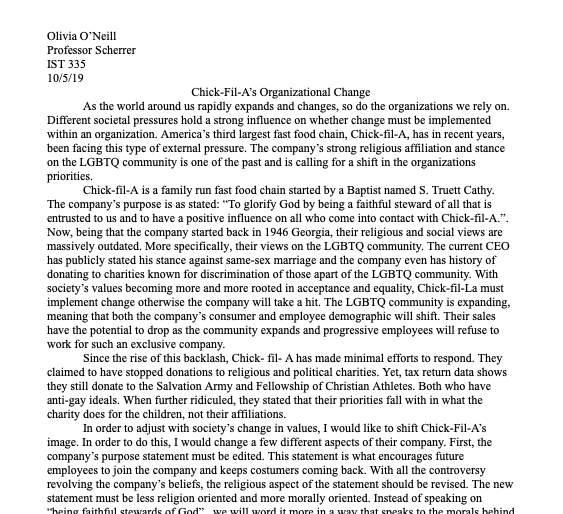 Olivia O'Neill
Professor Scherrer
IST 335
10/5/19
Chick-Fil-A's Organizational Change
As the world around us rapidly expands and changes, so do the organizations we rely on.
Different societal pressures hold a strong influence on whether change must be implemented
within an organization. America's third largest fast food chain, Chick-fil-A, has in recent years,
been facing this type of external pressure. The company's strong religious affiliation and stance
on the LGBTQ community is one of the past and is calling for a shift in the organizations
priorities.
Chick-fil-A is a family run fast food chain started by a Baptist named S. Truett Cathy.
The company's purpose is as stated: “To glorify God by being a faithful steward of all that is
entrusted to us and to have a positive influence on all who come into contact with Chick-fil-A.”.
Now, being that the company started back in 1946 Georgia, their religious and social views are
massively outdated. More specifically, their views on the LGBTQ community. The current CEO
has publicly stated his stance against same-sex marriage and the company even has history of
donating to charities known for discrimination of those apart of the LGBTQ community. With
society's values becoming more and more rooted in acceptance and equality, Chick-fil-La must
implement change otherwise the company will take a hit. The LGBTQ community is expanding,
meaning that both the company's consumer and employee demographic will shift. Their sales
have the potential to drop as the community expands and progressive employees will refuse to
work for such an exclusive company.
Since the rise of this backlash, Chick- fil- A has made minimal efforts to respond. They
claimed to have stopped donations to religious and political charities. Yet, tax return data shows
they still donate to the Salvation Army and Fellowship of Christian Athletes. Both who have
anti-gay ideals. When further ridiculed, they stated that their priorities fall with in what the
charity does for the children, not their affiliations.
In order to adjust with society's change in values, I would like to shift Chick-Fil-A's
image. In order to do this, I would change a few different aspects of their company. First, the
company's purpose statement must be edited. This statement is what encourages future
employees to join the company and keeps costumers coming back. With all the controversy
revolving the company's beliefs, the religious aspect of the statement should be revised. The new
statement must be less religion oriented and more morally oriented. Instead of speaking on
“being faithful stewards of God”, we will word it more in a way that speaks to the morals behind